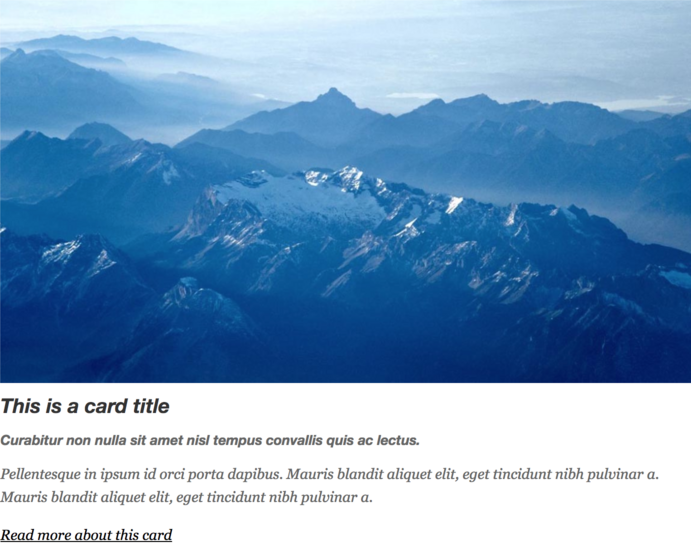 This is a card title
Curabitur non nulla sit amet nisl tempus convallis quis ac lectus.
Pellentesque in ipsum id orci porta dapibus. Mauris blandit aliquet elit, eget tincidunt nibh pulvinar a.
Mauris blandit aliquet elit, eget tincidunt nibh pulvinar a.
Read more about this card